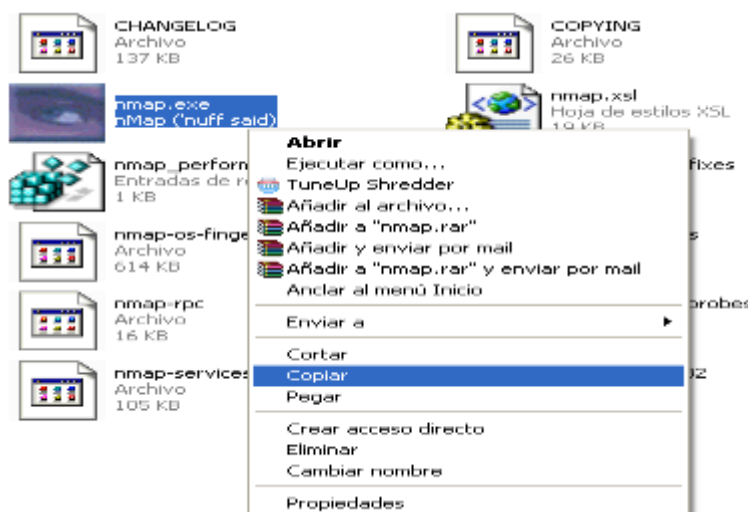 CHANGELOG
Archivo
137 KB
COPYING
Archivo
26 KB
nmap.exe
nMap ('nuff said)
nmap.xsl
Hoja de estilos XSL
19 KB
nmap_perform
Entradas de re
1 KB
fixes
nmap-os-finge
Archivo
614 KB
s
nmap-rpc
Archivo
16 KB
probes
nmap-services
Archivo
105 KB
02
Abrir
Ejecutar como...
TuneUp Shredder
Añadir al archivo...
Añadir a "nmap.rar"
Añadir y enviar por mail
Añadir a "nmap.rar" y enviar por mail
Anclar al menú Inicio
Enviar a
Cortar
Copiar
Pegar
Crear acceso directo
Eliminar
Cambiar nombre
Propiedades